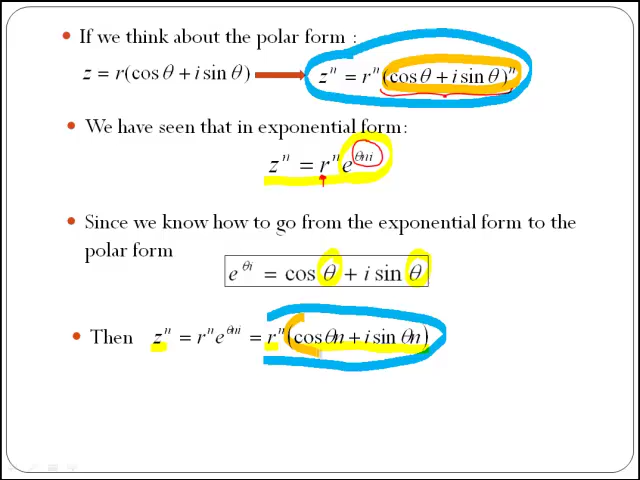 • If we think about the polar form :
z = r(cos θ + i sin θ) → zⁿ = rⁿ(cos θ + i sin θ)ⁿ
• We have seen that in exponential form:
zⁿ = rⁿ e^{θni}
• Since we know how to go from the exponential form to the
polar form
e^{θi} = cos θ + i sin θ
• Then zⁿ = rⁿ e^{θni} = rⁿ(cos θn + i sin θn)